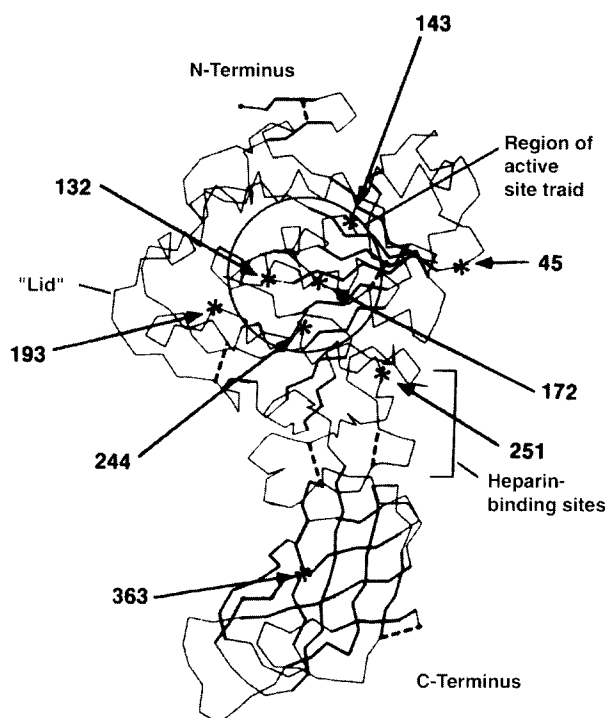 143
N-Terminus
Region of
active
site traid
132
45
"Lid"
193
172
244
251
Heparin-
binding sites
363
C-Terminus